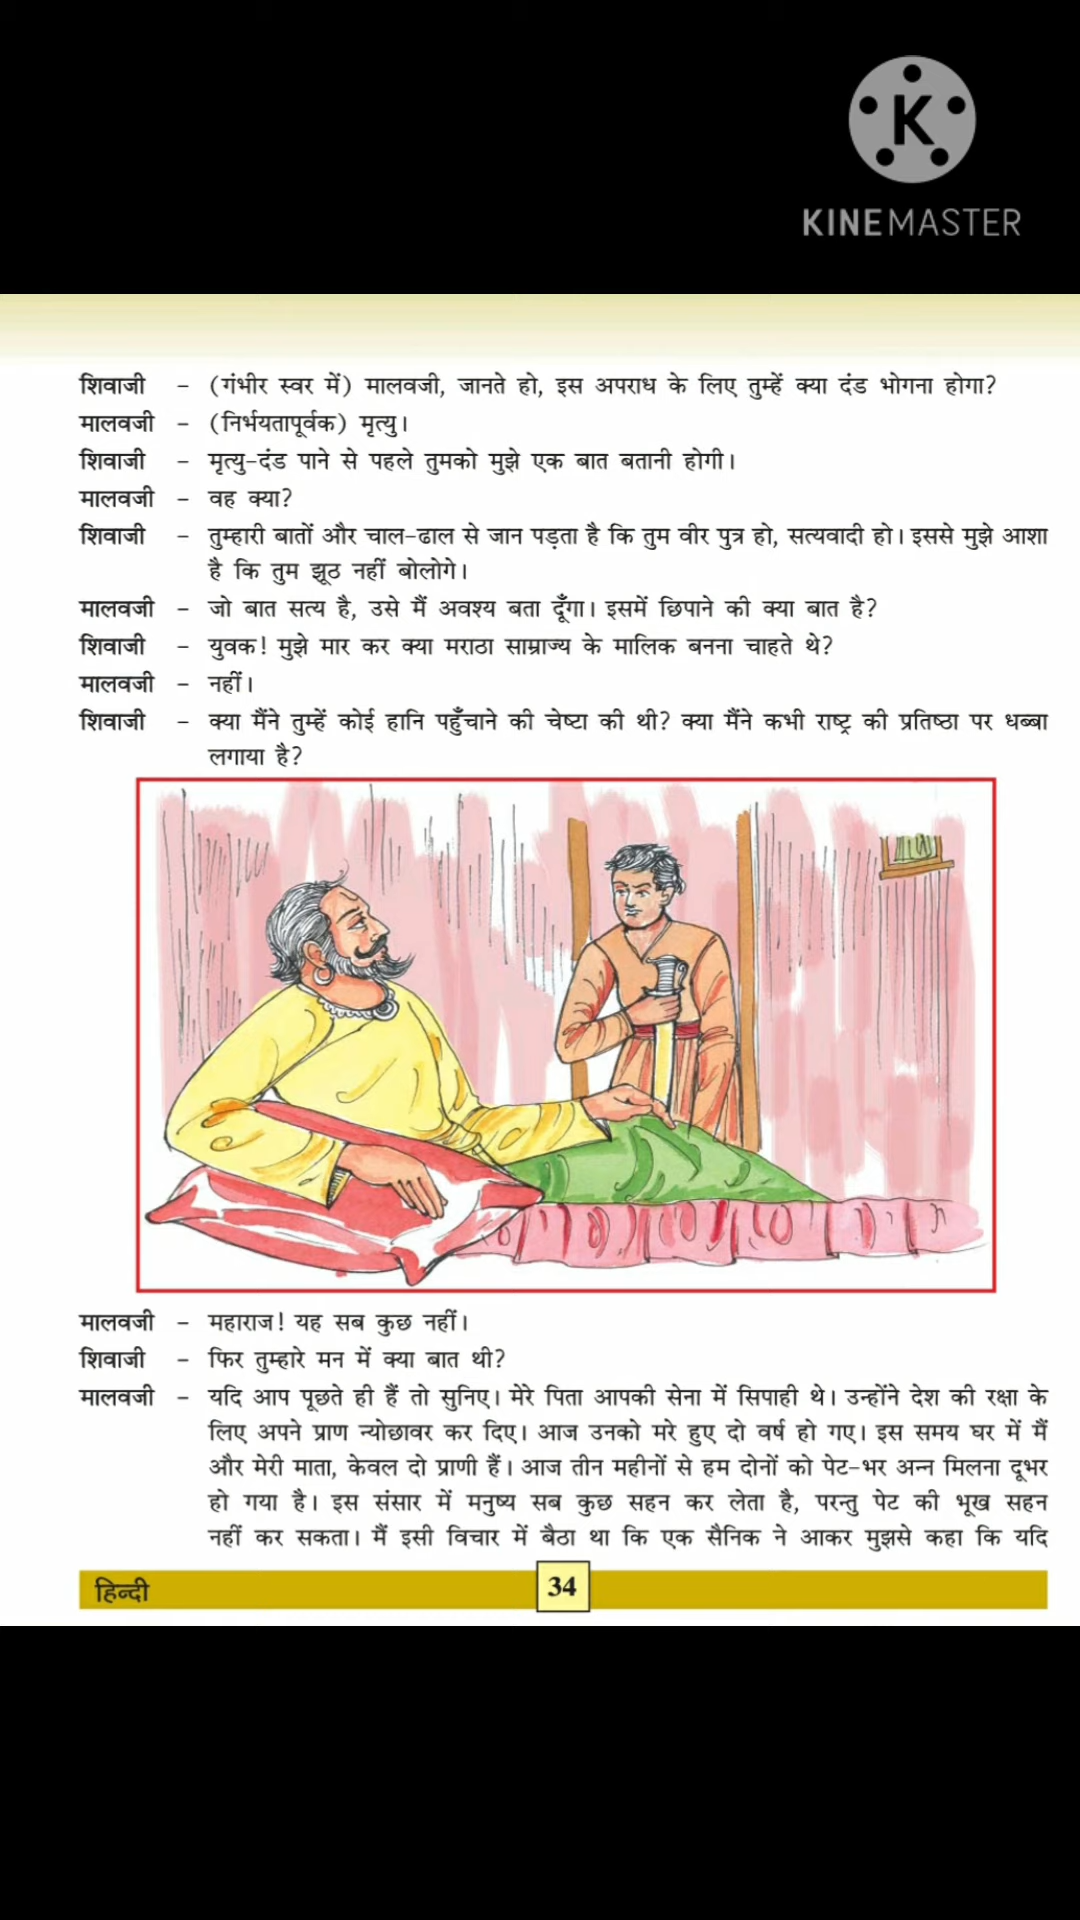 K
KINEMASTER
शिवाजी – (गंभीर स्वर में) मालवजी, जानते हो, इस अपराध के लिए तुम्हें क्या दंड भोगना होगा?
मालवजी – (निर्भयतापूर्वक) मृत्यु।
शिवाजी – मृत्यु-दंड पाने से पहले तुमको मुझे एक बात बतानी होगी।
मालवजी – वह क्या?
शिवाजी – तुम्हारी बातों और चाल-ढाल से जान पड़ता है कि तुम वीर पुत्र हो, सत्यवादी हो। इससे मुझे आशा
है कि तुम झूठ नहीं बोलोगे।
मालवजी – जो बात सत्य है, उसे मैं अवश्य बता दूँगा। इसमें छिपाने की क्या बात है?
शिवाजी – युवक! मुझे मार कर क्या मराठा साम्राज्य के मालिक बनना चाहते थे?
मालवजी – नहीं।
शिवाजी – क्या मैंने तुम्हें कोई हानि पहुँचाने की चेष्टा की थी? क्या मैंने कभी राष्ट्र की प्रतिष्ठा पर धब्बा
लगाया है?
मालवजी – महाराज! यह सब कुछ नहीं।
शिवाजी – फिर तुम्हारे मन में क्या बात थी?
मालवजी – यदि आप पूछते ही हैं तो सुनिए। मेरे पिता आपकी सेना में सिपाही थे। उन्होंने देश की रक्षा के
लिए अपने प्राण न्योछावर कर दिए। आज उनको मरे हुए दो वर्ष हो गए। इस समय घर में मैं
और मेरी माता, केवल दो प्राणी हैं। आज तीन महीनों से हम दोनों को पेट-भर अन्न मिलना दूभर
हो गया है। इस संसार में मनुष्य सब कुछ सहन कर लेता है, परन्तु पेट की भूख सहन
नहीं कर सकता। मैं इसी विचार में बैठा था कि एक सैनिक ने आकर मुझसे कहा कि यदि
हिन्दी 34